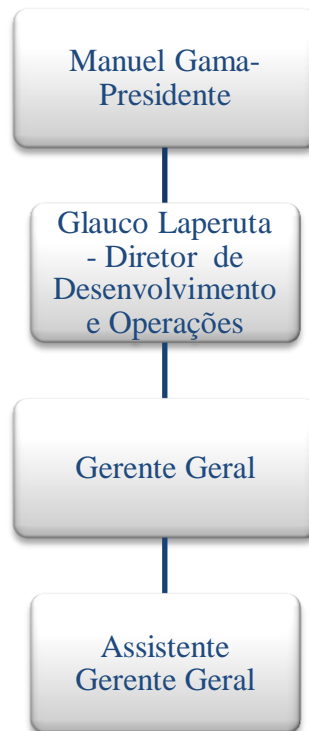 Manuel Gama-
Presidente
Glauco Laperuta
- Diretor de
Desenvolvimento
e Operações
Gerente Geral
Assistente
Gerente Geral